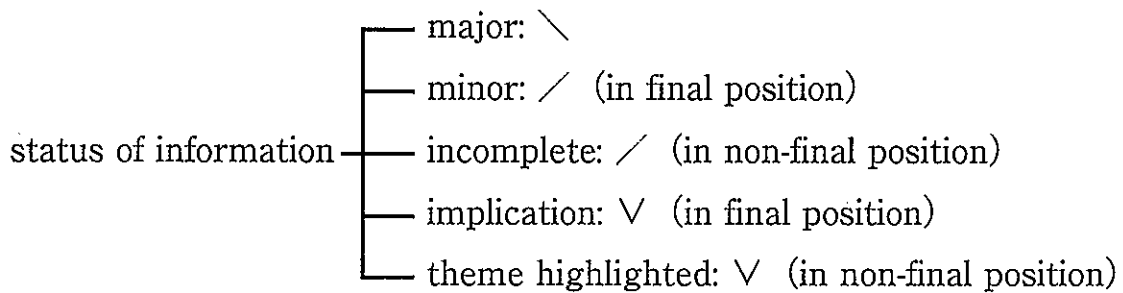 major: ＼
minor: ／ (in final position)
status of information
incomplete: ／ (in non-final position)
implication: ∨ (in final position)
theme highlighted: ∨ (in non-final position)